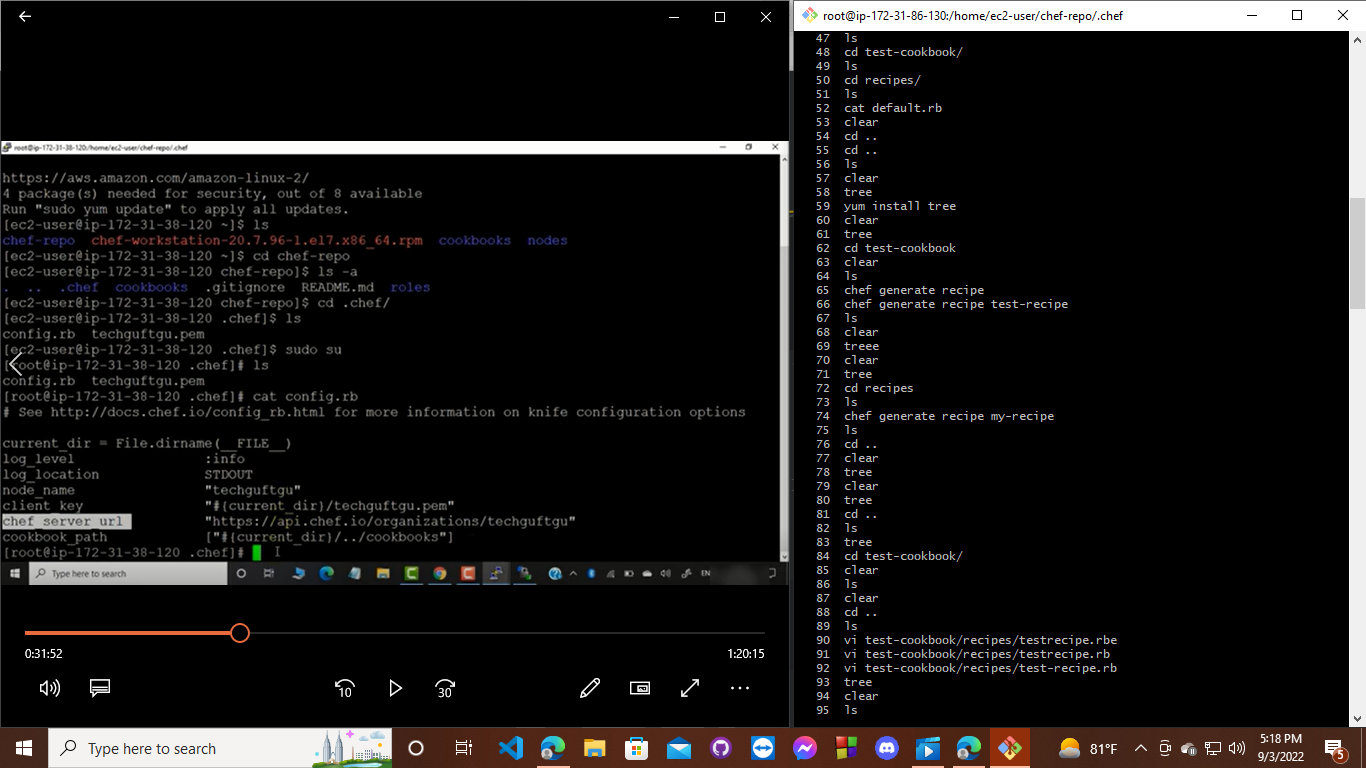 root@ip-172-31-38-120:/home/ec2-user/chef-repo/.chef
https://aws.amazon.com/amazon-linux-2/
4 package(s) needed for security, out of 8 available
Run "sudo yum update" to apply all updates.
[ec2-user@ip-172-31-38-120 ~]$ ls
chef-repo  chef-workstation-20.7.96-1.el7.x86_64.rpm  cookbooks  nodes
[ec2-user@ip-172-31-38-120 ~]$ cd chef-repo
[ec2-user@ip-172-31-38-120 chef-repo]$ ls -a
.  ..  .chef  cookbooks  .gitignore  README.md  roles
[ec2-user@ip-172-31-38-120 chef-repo]$ cd .chef/
[ec2-user@ip-172-31-38-120 .chef]$ ls
config.rb  techguftgu.pem
[ec2-user@ip-172-31-38-120 .chef]$ sudo su
[root@ip-172-31-38-120 .chef]# ls
config.rb  techguftgu.pem
[root@ip-172-31-38-120 .chef]# cat config.rb
# See http://docs.chef.io/config_rb.html for more information on knife configuration options
current_dir = File.dirname(__FILE__)
log_level                :info
log_location             STDOUT
node_name                "techguftgu"
client_key               "#{current_dir}/techguftgu.pem"
chef_server_url          "https://api.chef.io/organizations/techguftgu"
cookbook_path            ["#{current_dir}/../cookbooks"]
[root@ip-172-31-38-120 .chef]#
Type here to search
EN
0:31:52
1:20:15
10
30
root@ip-172-31-86-130:/home/ec2-user/chef-repo/.chef
47  ls
48  cd test-cookbook/
49  ls
50  cd recipes/
51  ls
52  cat default.rb
53  clear
54  cd ..
55  cd ..
56  ls
57  clear
58  tree
59  yum install tree
60  clear
61  tree
62  cd test-cookbook
63  clear
64  ls
65  chef generate recipe
66  chef generate recipe test-recipe
67  ls
68  clear
69  treee
70  clear
71  tree
72  cd recipes
73  ls
74  chef generate recipe my-recipe
75  ls
76  cd ..
77  clear
78  tree
79  clear
80  tree
81  cd ..
82  ls
83  tree
84  cd test-cookbook/
85  clear
86  ls
87  clear
88  cd ..
89  ls
90  vi test-cookbook/recipes/testrecipe.rbe
91  vi test-cookbook/recipes/testrecipe.rb
92  vi test-cookbook/recipes/test-recipe.rb
93  tree
94  clear
95  ls
Type here to search
81°F
5:18 PM
9/3/2022
5